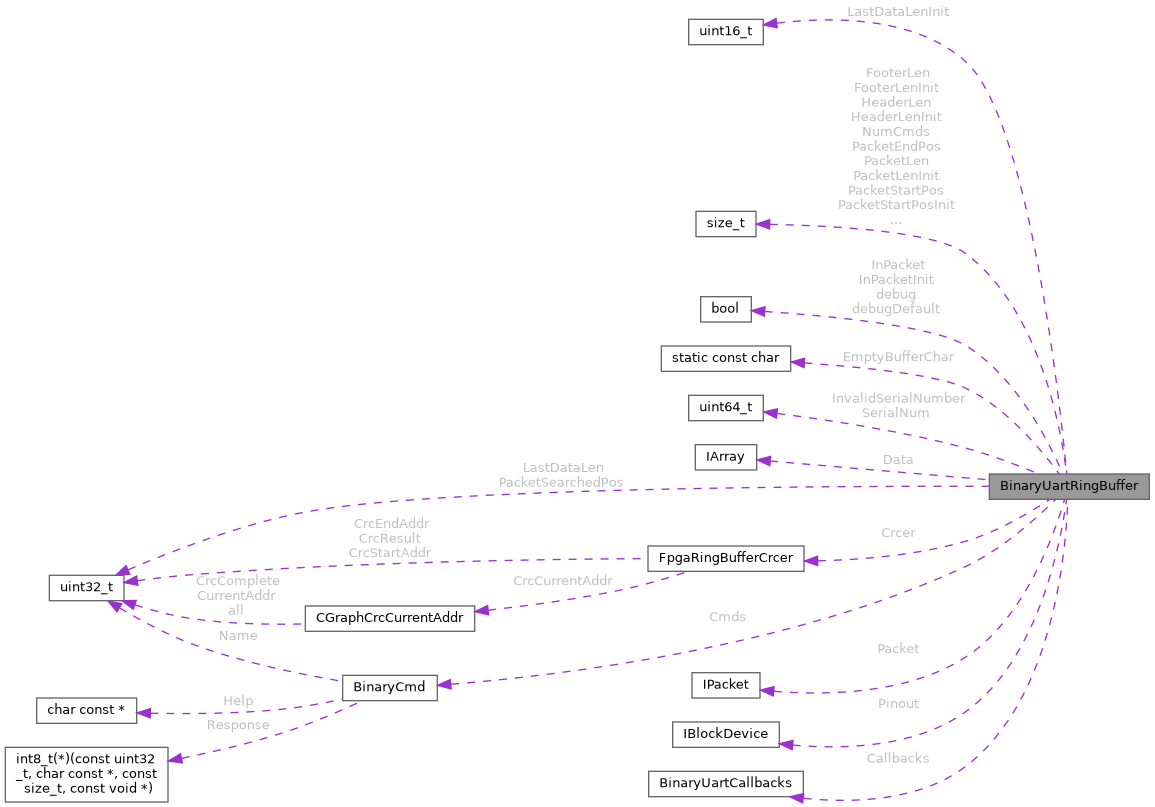 LastDataLenInit
uint16_t
FooterLen
FooterLenInit
HeaderLen
HeaderLenInit
NumCmds
PacketEndPos
PacketLen
PacketLenInit
PacketStartPos
PacketStartPosInit
...
size_t
InPacket
InPacketInit
debug
debugDefault
bool
EmptyBufferChar
static const char
InvalidSerialNumber
SerialNum
uint64_t
Data
IArray
BinaryUartRingBuffer
LastDataLen
PacketSearchedPos
CrcEndAddr
CrcResult
CrcStartAddr
Crcer
FpgaRingBufferCrcer
uint32_t
CrcComplete
CurrentAddr
all
CrcCurrentAddr
CGraphCrcCurrentAddr
Name
Cmds
Packet
IPacket
BinaryCmd
Help
char const *
Response
Pinout
IBlockDevice
int8_t(*)(const uint32
_t, char const *, const
size_t, const void *)
Callbacks
BinaryUartCallbacks